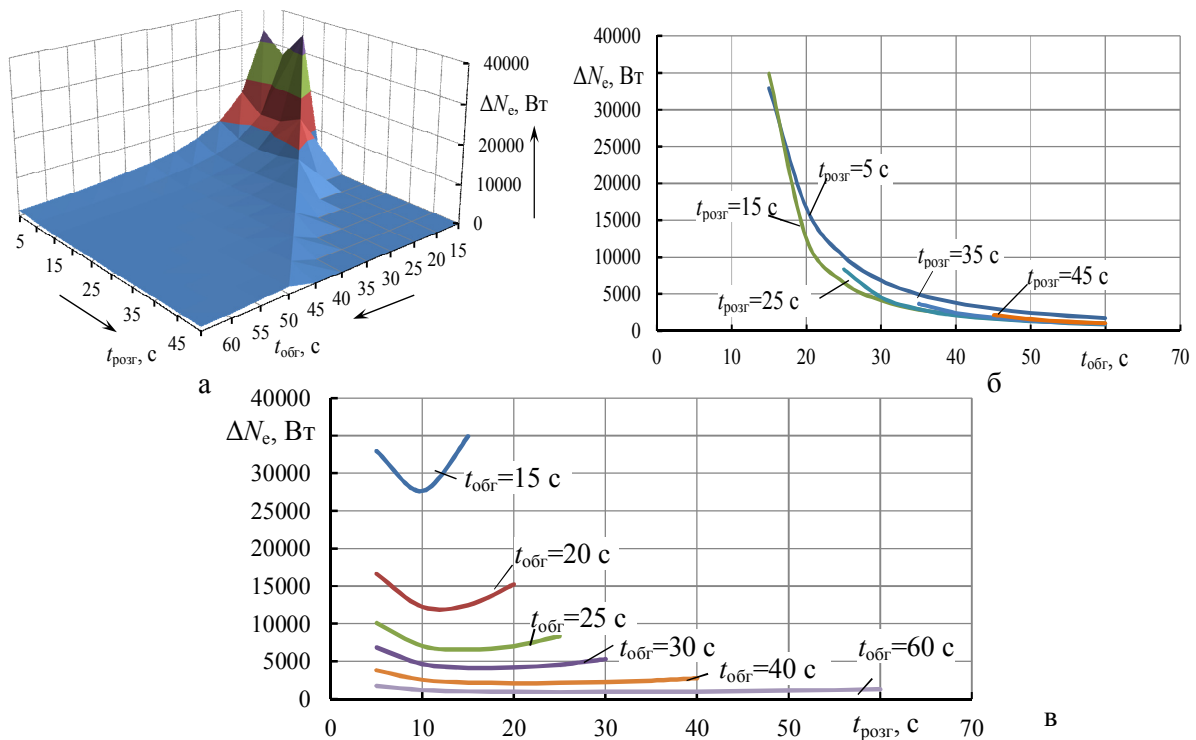 40000
ΔNe, Вт
20000
10000
0
5
15
25
35
45
tрозг, с
60
55
50
45
40
35
30
25
20
15
tобг, с
а
40000
ΔNe, Вт
35000
30000
25000
20000
15000
10000
5000
0
tрозг=5 с
tрозг=15 с
tрозг=35 с
tрозг=45 с
tрозг=25 с
0 10 20 30 40 50 tобг, с 70
б
40000
ΔNe, Вт
30000
25000
20000
15000
10000
5000
0
tобг=15 с
tобг=20 с
tобг=25 с
tобг=30 с
tобг=40 с
tобг=60 с
0 10 20 30 40 50 tрозг, с 70
в